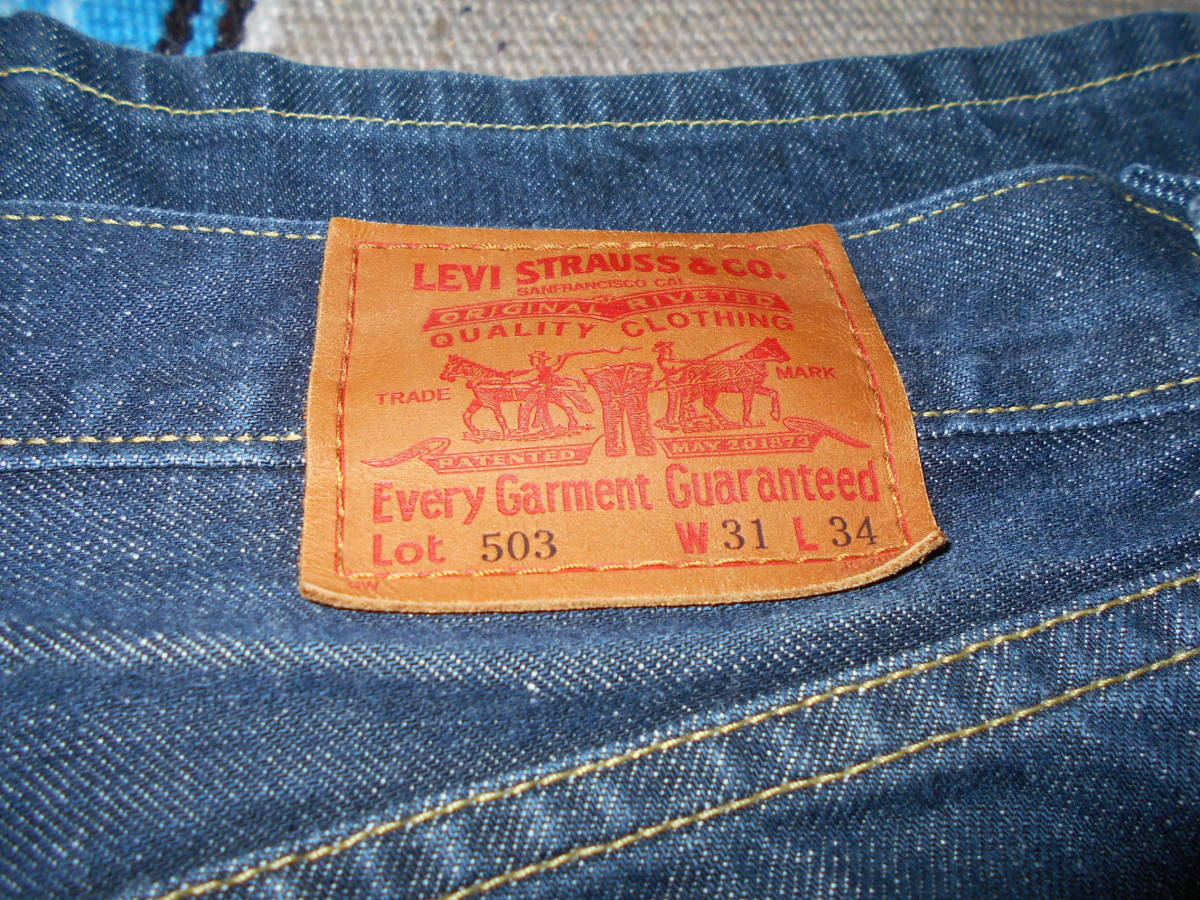 LEVI STRAUSS & CO.
SANFRANCISCO CAL
ORIGINAL RIVETED
QUALITY CLOTHING
TRADE MARK
PATENTED MAY 20 1873
Every Garment Guaranteed
Lot 503 W 31 L 34